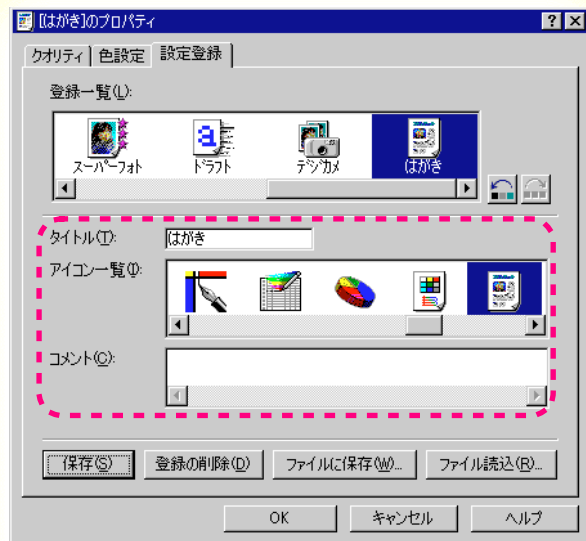 [はがき]のプロパティ
クオリティ 色設定 設定登録
登録一覧(L):
スーパーフォト ドラフト デジカメ はがき
タイトル(T): はがき
アイコン一覧(I):
コメント(C):
保存(S) 登録の削除(D) ファイルに保存(W)... ファイル読込(R)...
OK キャンセル ヘルプ